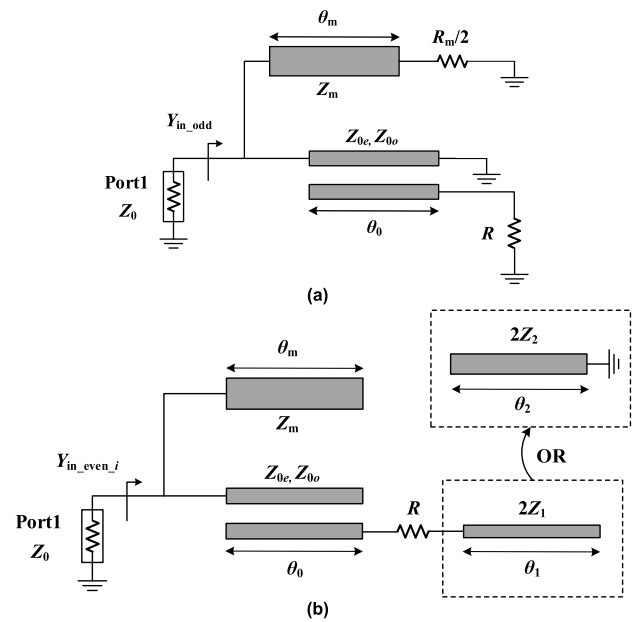 θm
Rm/2
Zm
Yin_odd
Z0e, Z0o
Port1
Z0
θ0
R
(a)
2Z2
θm
θ2
Zm
Yin_even_i
OR
Z0e, Z0o
R
2Z1
Port1
Z0
θ0
θ1
(b)